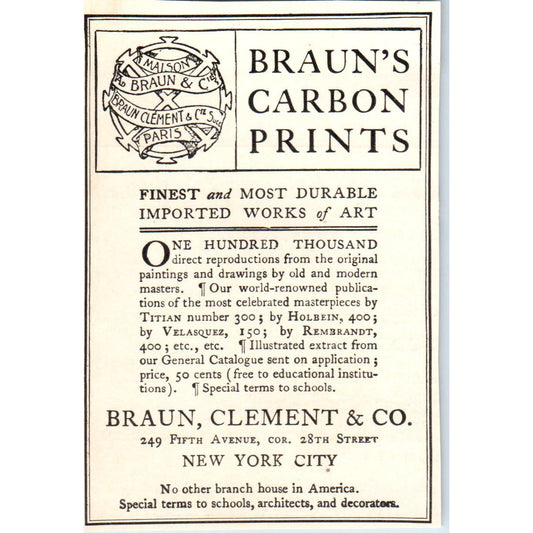 MAISON
AD BRAUN & Cie
BRAUN CLÉMENT & Cie Succ
PARIS
BRAUN'S
CARBON
PRINTS
FINEST and MOST DURABLE
IMPORTED WORKS of ART
ONE HUNDRED THOUSAND
direct reproductions from the original
paintings and drawings by old and modern
masters. ¶ Our world-renowned publica-
tions of the most celebrated masterpieces by
TITIAN number 300; by HOLBEIN, 400;
by VELASQUEZ, 150; by REMBRANDT,
400; etc., etc. ¶ Illustrated extract from
our General Catalogue sent on application;
price, 50 cents (free to educational institu-
tions). ¶ Special terms to schools.
BRAUN, CLEMENT & CO.
249 FIFTH AVENUE, COR. 28TH STREET
NEW YORK CITY
No other branch house in America.
Special terms to schools, architects, and decorators.